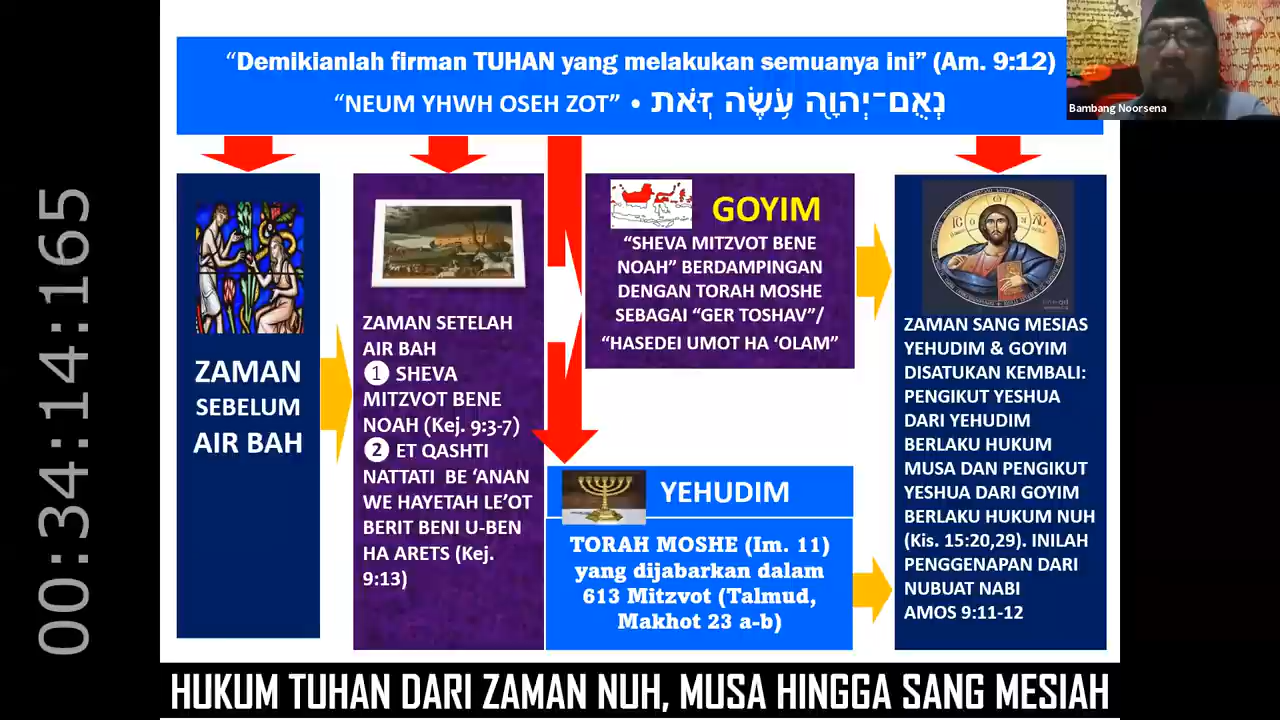 “Demikianlah firman TUHAN yang melakukan semuanya ini” (Am. 9:12)
“NEUM YHWH OSEH ZOT” • נְאֻם־יְהוָה עֹשֶׂה זֹּאת
Bambang Noorsena
00:34:14:165
ZAMAN
SEBELUM
AIR BAH
ZAMAN SETELAH
AIR BAH
❶ SHEVA
MITZVOT BENE
NOAH (Kej. 9:3-7)
❷ ET QASHTI
NATTATI BE ‘ANAN
WE HAYETAH LE’OT
BERIT BENI U-BEN
HA ARETS (Kej.
9:13)
GOYIM
“SHEVA MITZVOT BENE
NOAH” BERDAMPINGAN
DENGAN TORAH MOSHE
SEBAGAI “GER TOSHAV”/
“HASEDEI UMOT HA ‘OLAM”
YEHUDIM
TORAH MOSHE (Im. 11)
yang dijabarkan dalam
613 Mitzvot (Talmud,
Makhot 23 a-b)
ZAMAN SANG MESIAS
YEHUDIM & GOYIM
DISATUKAN KEMBALI:
PENGIKUT YESHUA
DARI YEHUDIM
BERLAKU HUKUM
MUSA DAN PENGIKUT
YESHUA DARI GOYIM
BERLAKU HUKUM NUH
(Kis. 15:20,29). INILAH
PENGGENAPAN DARI
NUBUAT NABI
AMOS 9:11-12
HUKUM TUHAN DARI ZAMAN NUH, MUSA HINGGA SANG MESIAH